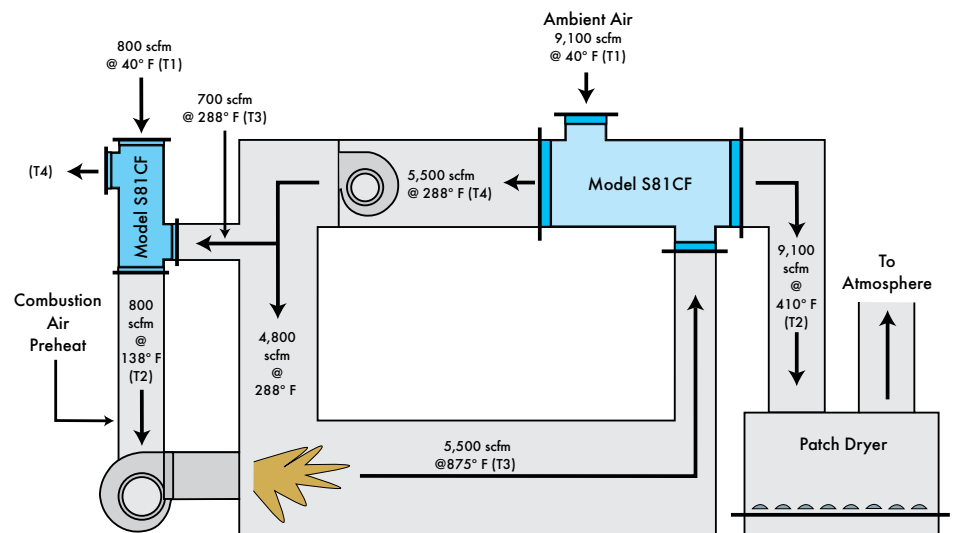 800 scfm
@ 40° F (T1)
700 scfm
@ 288° F (T3)
Ambient Air
9,100 scfm
@ 40° F (T1)
(T4)
Model S81CF
5,500 scfm
@ 288° F (T4)
Model S81CF
9,100
scfm
@
410° F
(T2)
To
Atmosphere
Combustion
Air
Preheat
800
scfm
@
138° F
(T2)
4,800
scfm
@
288° F
5,500 scfm
@875° F (T3)
Patch Dryer